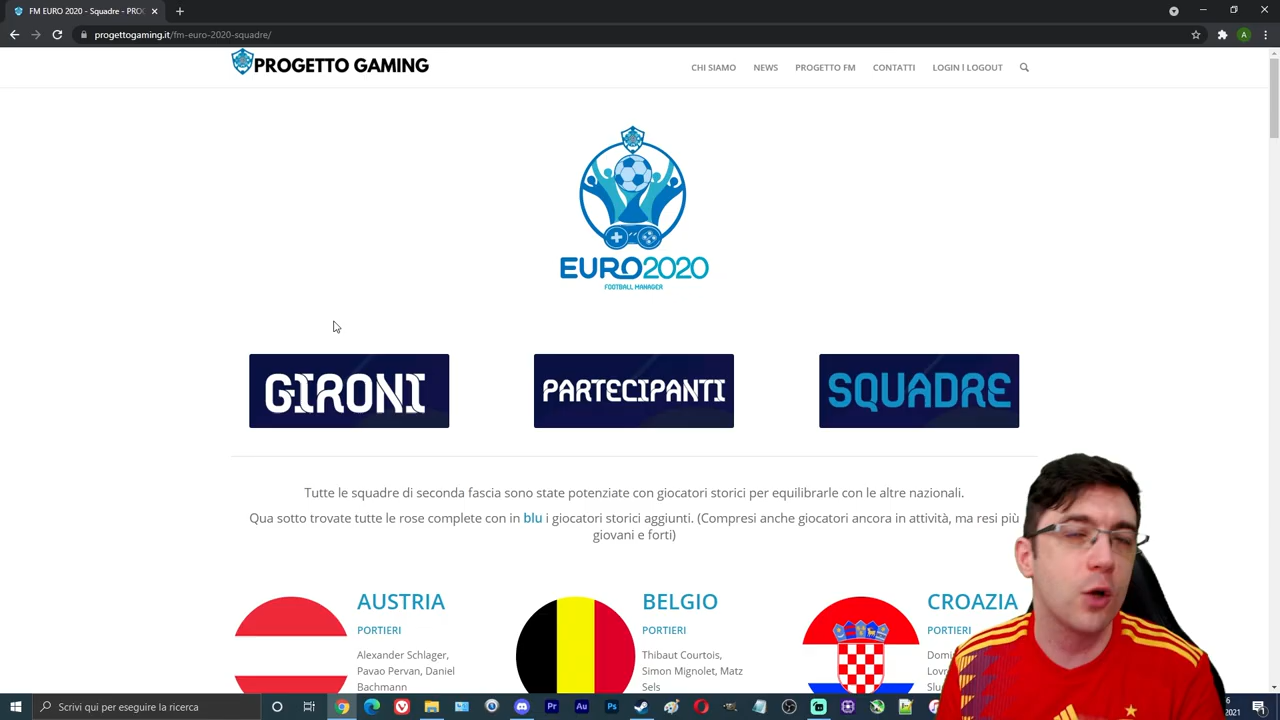 FM EURO 2020 - Squadre - PRO
progettogaming.it/fm-euro-2020-squadre/
A
PROGETTO GAMING
CHI SIAMO NEWS PROGETTO FM CONTATTI LOGIN | LOGOUT
EURO2020
FOOTBALL MANAGER
GIRONI PARTECIPANTI SQUADRE
Tutte le squadre di seconda fascia sono state potenziate con giocatori storici per equilibrarle con le altre nazionali.
Qua sotto trovate tutte le rose complete con in blu i giocatori storici aggiunti. (Compresi anche giocatori ancora in attività, ma resi più
giovani e forti)
AUSTRIA
PORTIERI
Alexander Schlager,
Pavao Pervan, Daniel
Bachmann
BELGIO
PORTIERI
Thibaut Courtois,
Simon Mignolet, Matz
Sels
CROAZIA
PORTIERI
Scrivi qui per eseguire la ricerca